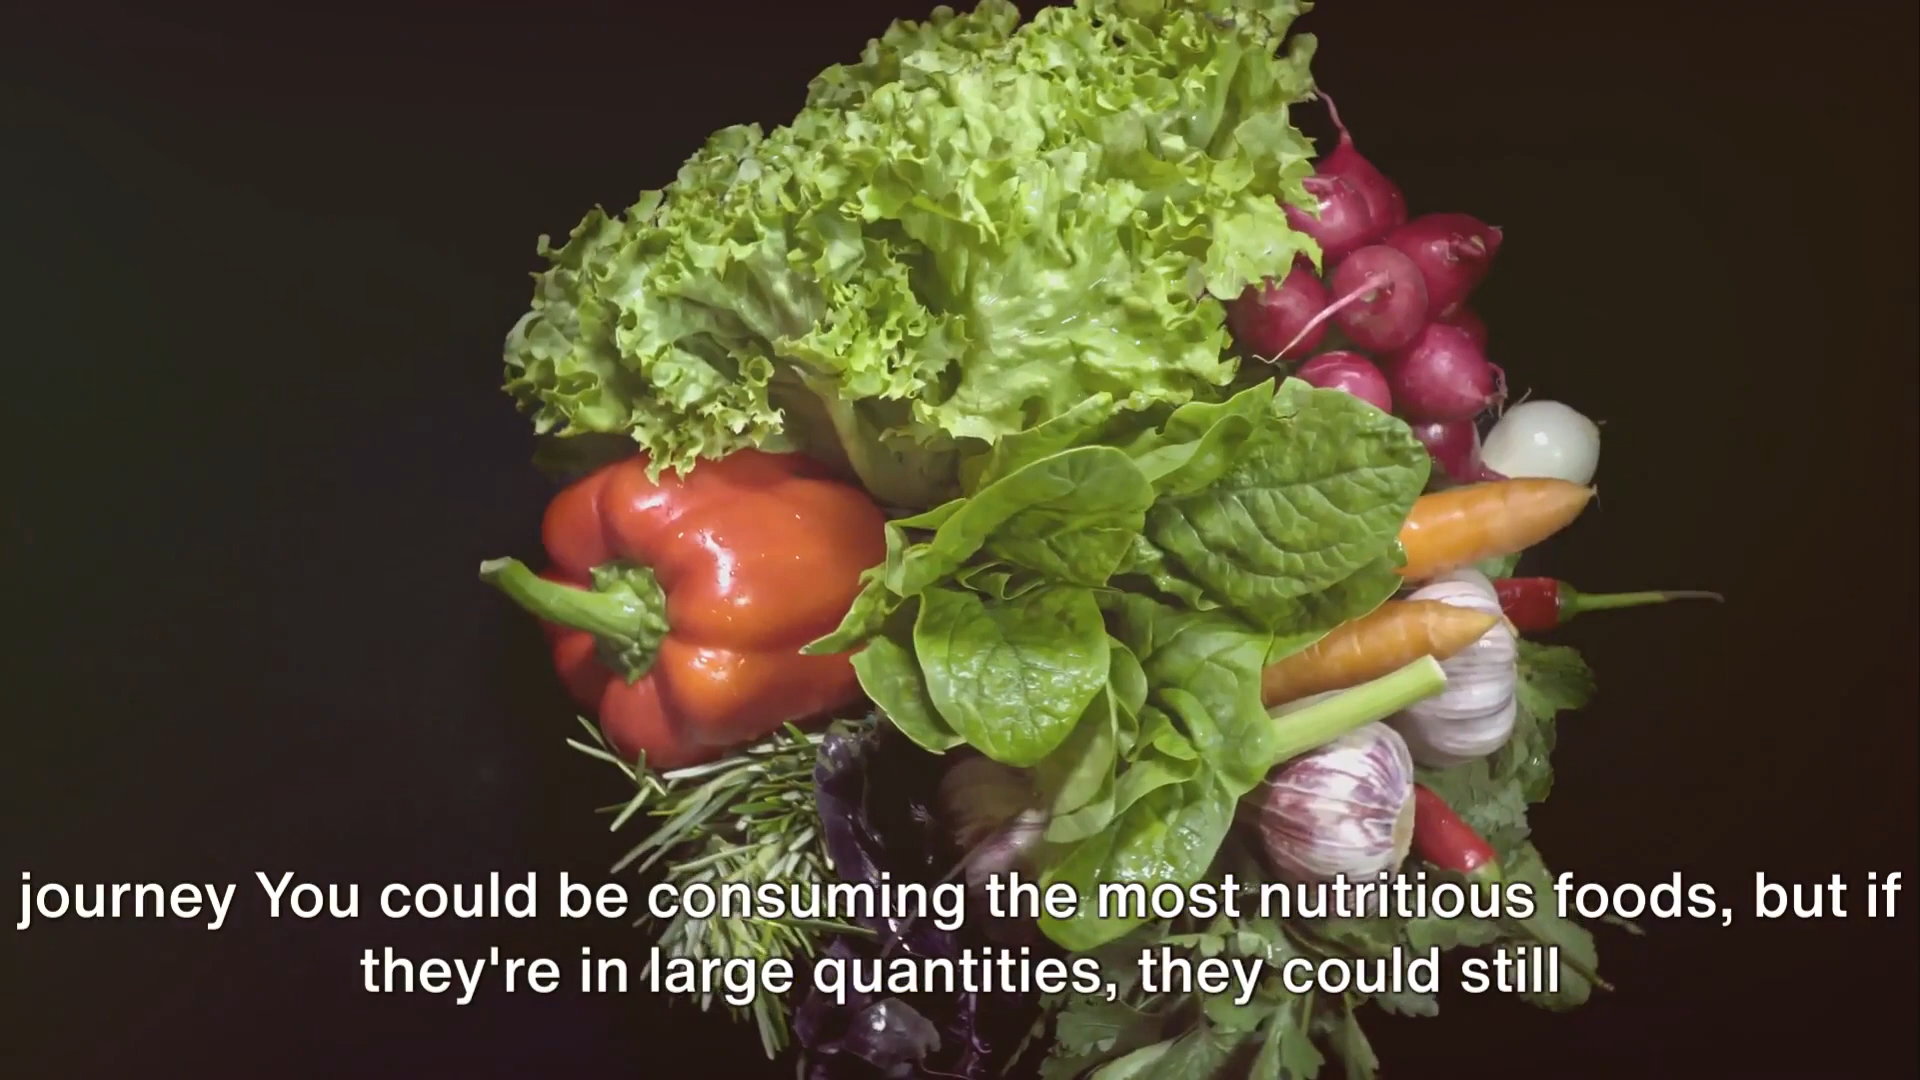 journey You could be consuming the most nutritious foods, but if
they're in large quantities, they could still